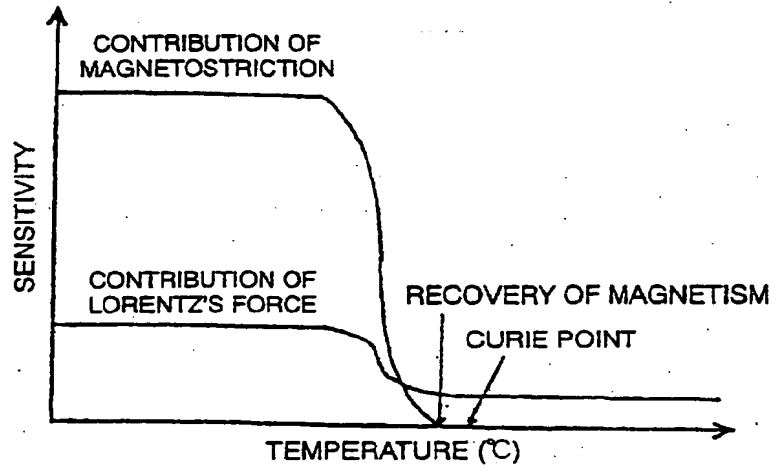 CONTRIBUTION OF
MAGNETOSTRICTION
SENSITIVITY
CONTRIBUTION OF
LORENTZ'S FORCE
RECOVERY OF MAGNETISM
CURIE POINT
TEMPERATURE (℃)